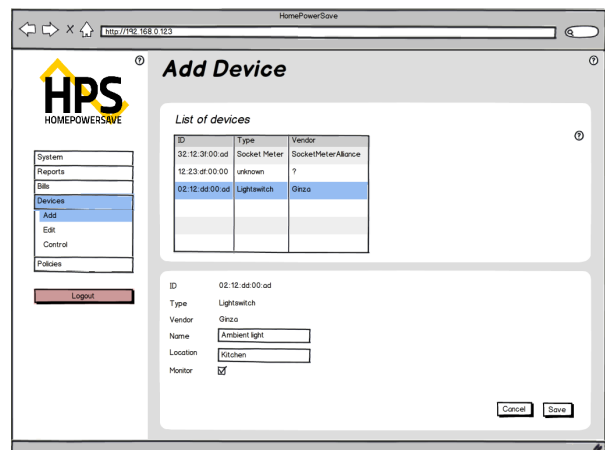 HomePowerSave
http://192.168.0.123
HPS
HOMEPOWERSAVE
?
System
Reports
Bills
Devices
Add
Edit
Control
Policies
Logout
Add Device
?
List of devices
?
ID Type Vendor
32:12:3f:00:ad Socket Meter SocketMeterAlliance
12:23:df:00:00 unknown ?
02:12:dd:00:ad Lightswitch Ginza
ID 02:12:dd:00:ad
Type Lightswitch
Vendor Ginza
Name Ambient light
Location Kitchen
Monitor
Cancel Save